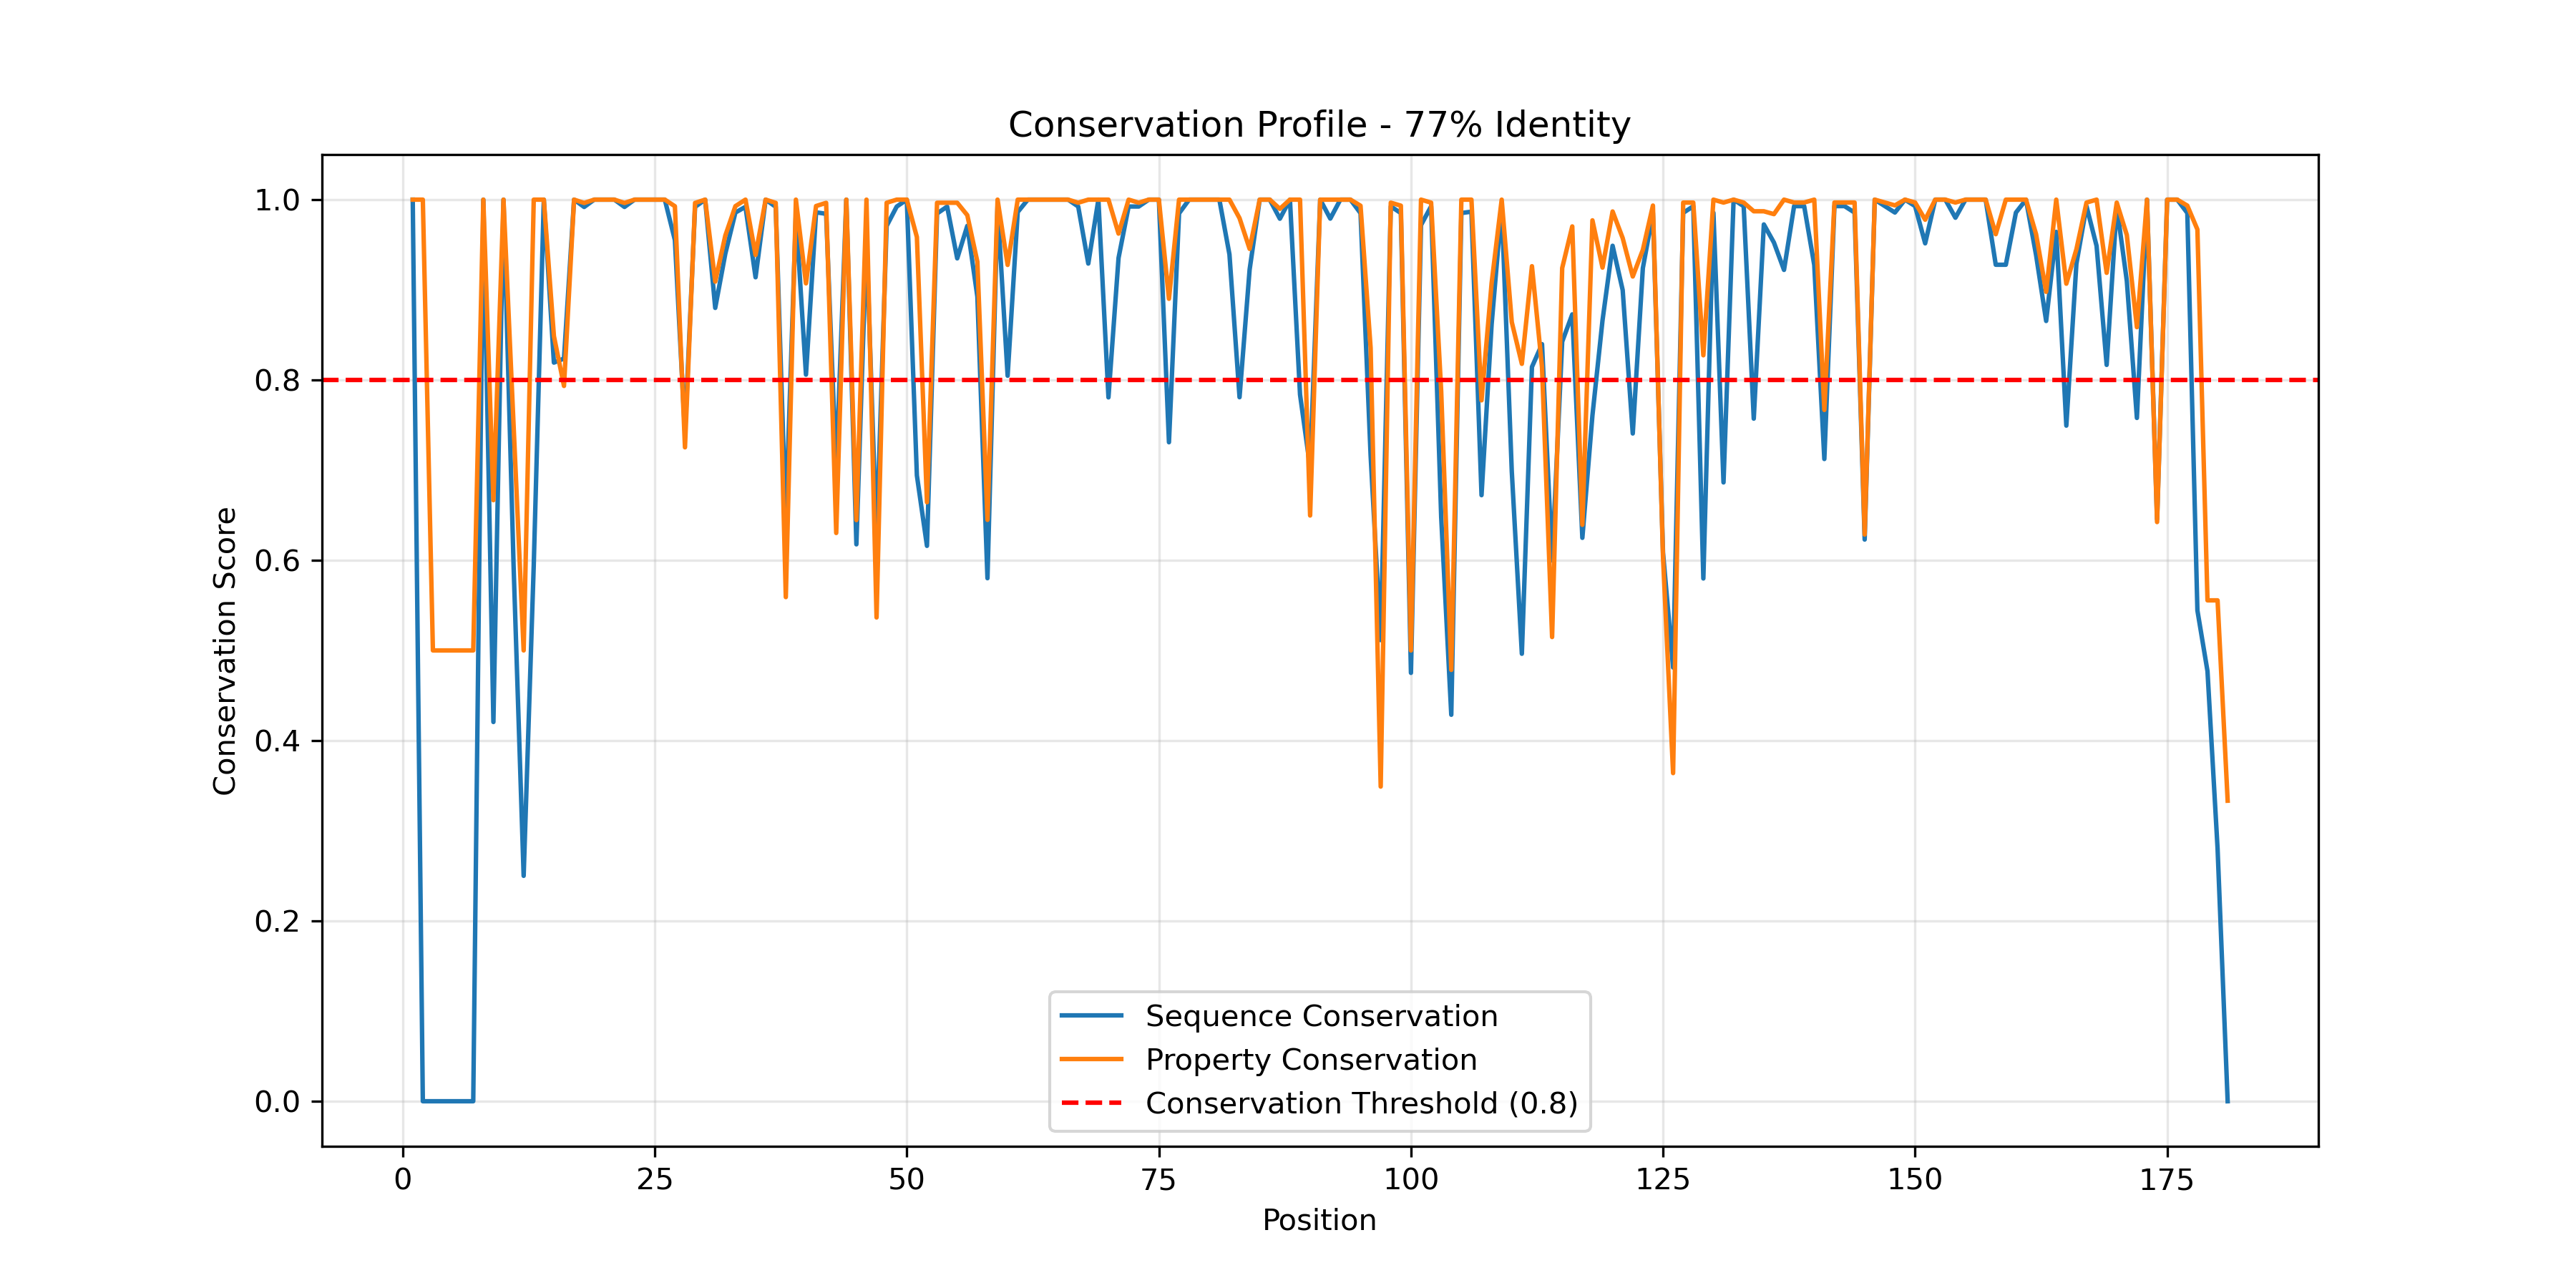 Conservation Profile - 77% Identity
Conservation Score
1.0
0.8
0.6
0.4
0.2
0.0
Sequence Conservation
Property Conservation
Conservation Threshold (0.8)
0 25 50 75 100 125 150 175
Position